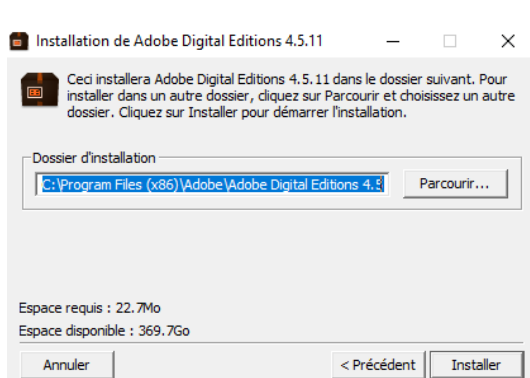 Installation de Adobe Digital Editions 4.5.11
Ceci installera Adobe Digital Editions 4.5.11 dans le dossier suivant. Pour
installer dans un autre dossier, cliquez sur Parcourir et choisissez un autre
dossier. Cliquez sur Installer pour démarrer l'installation.
Dossier d'installation
C:\Program Files (x86)\Adobe\Adobe Digital Editions 4.5
Parcourir...
Espace requis : 22.7Mo
Espace disponible : 369.7Go
Annuler
< Précédent
Installer